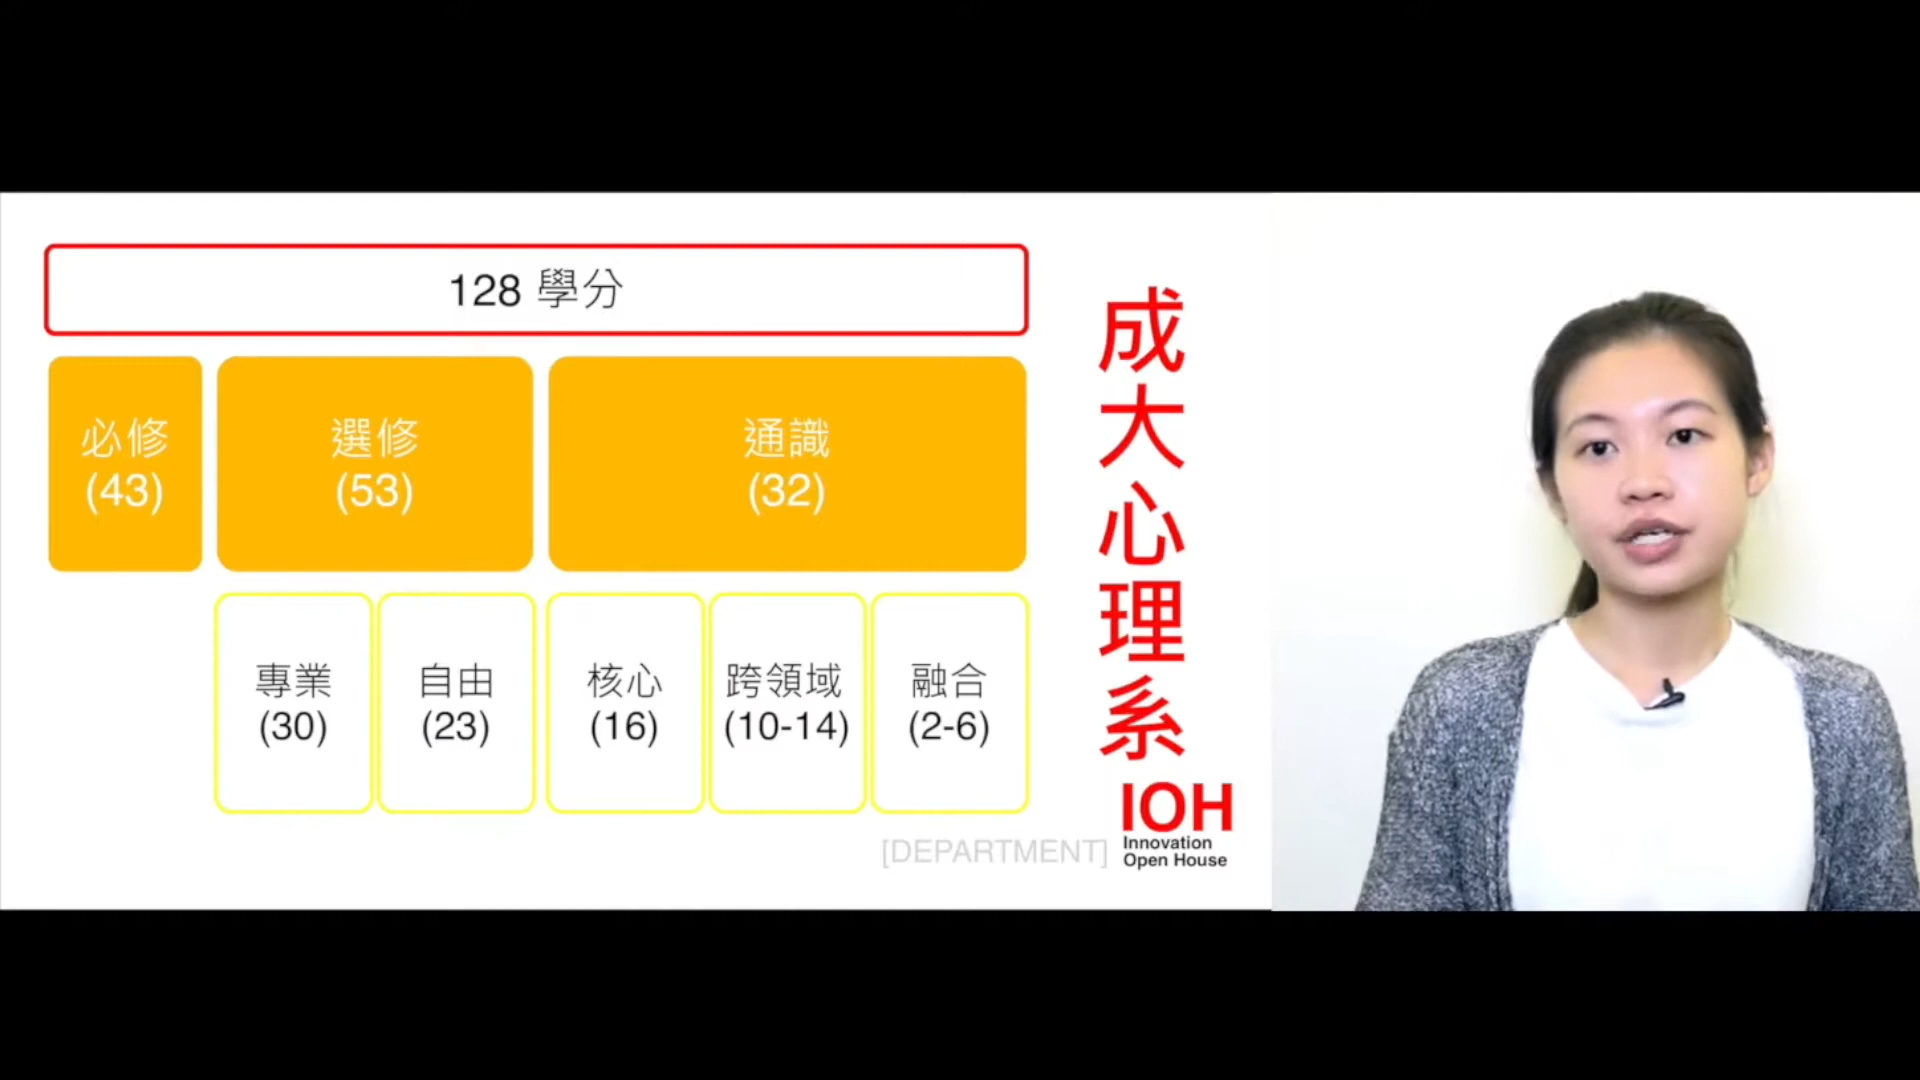 128 學分
必修
(43)
選修
(53)
通識
(32)
專業
(30)
自由
(23)
核心
(16)
跨領域
(10-14)
融合
(2-6)
成大心理系
IOH
Innovation
Open House
[DEPARTMENT]